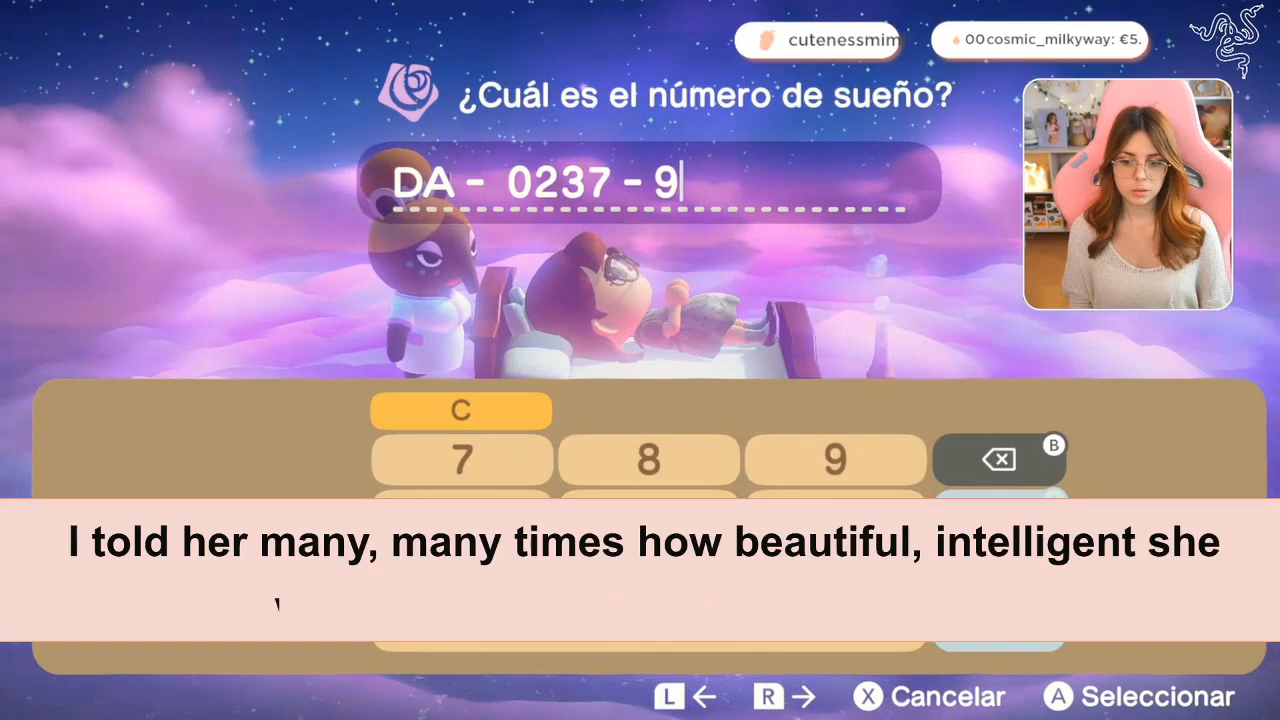 cutenessmim
00cosmic_milkyway: €5.
¿Cuál es el número de sueño?
DA - 0237 - 9
C
7 8 9
B
I told her many, many times how beautiful, intelligent she
L ← R → X Cancelar A Seleccionar